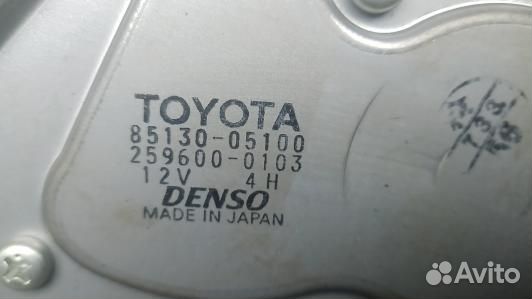 TOYOTA
85130-05100
259600-0103
12V 4H
DENSO
MADE IN JAPAN
Avito